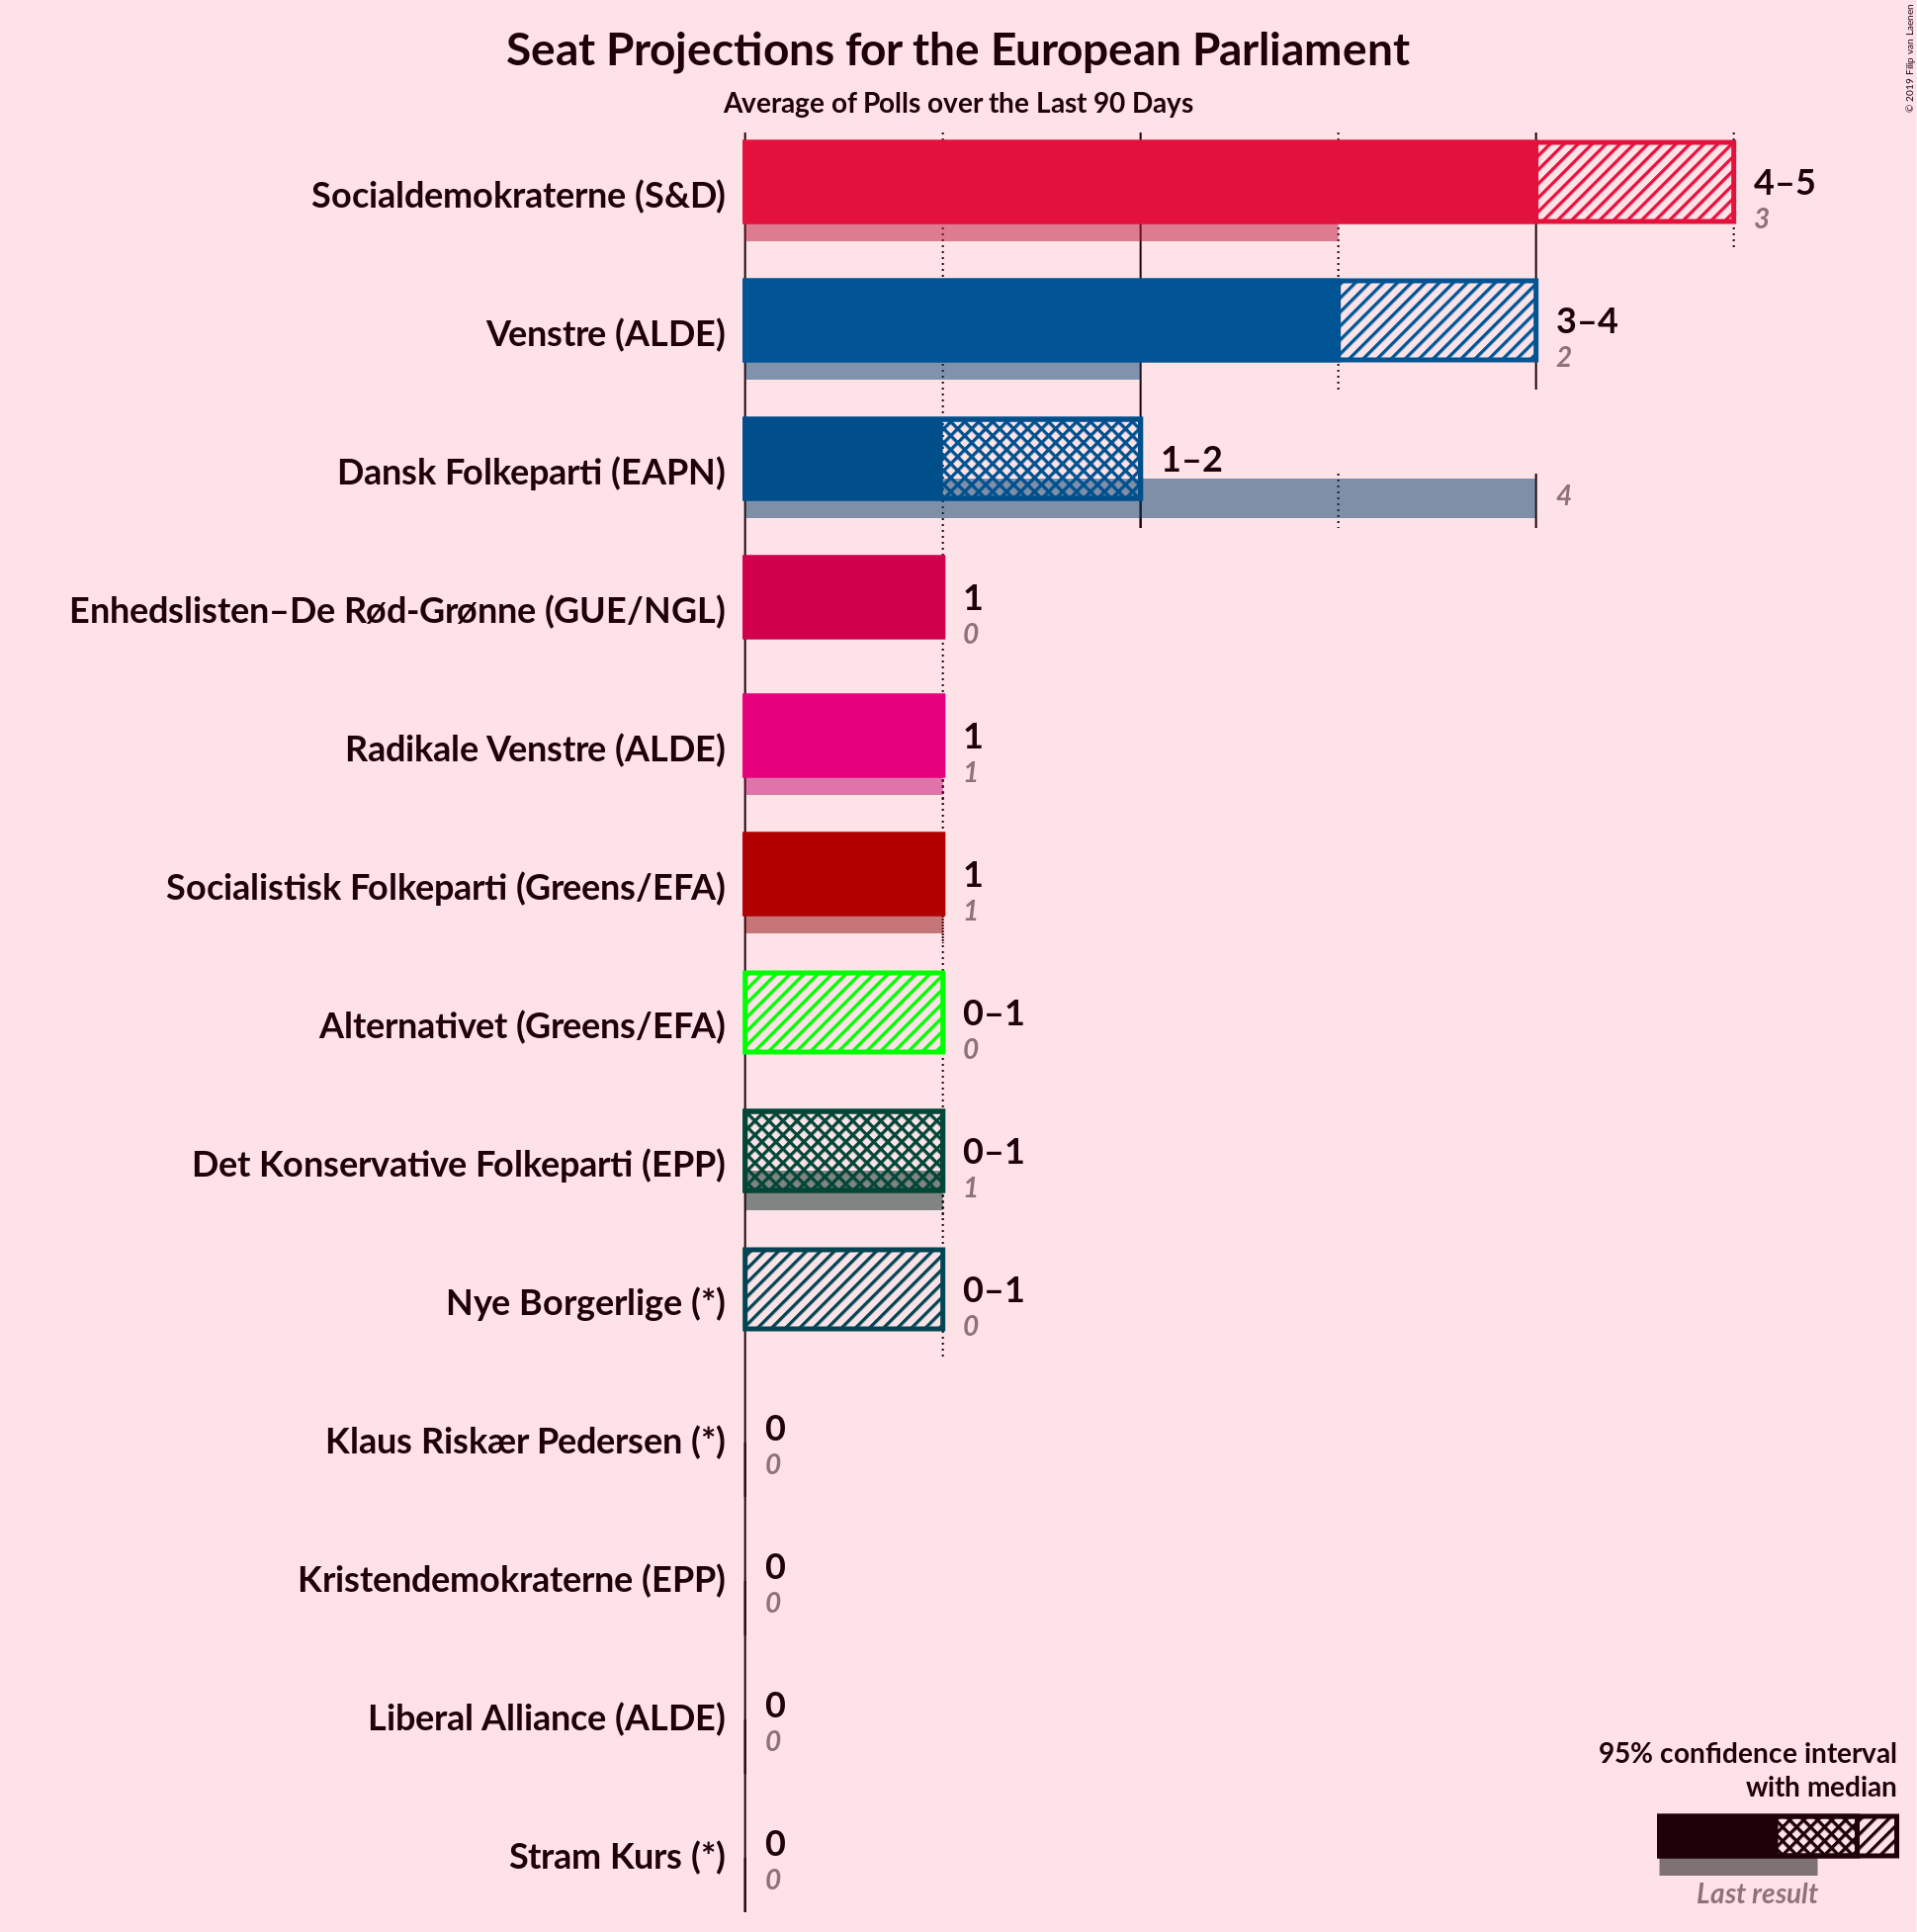 Seat Projections for the European Parliament
Average of Polls over the Last 90 Days
© 2019 Filip van Laenen
Socialdemokraterne (S&D)
4–5
3
Venstre (ALDE)
3–4
2
Dansk Folkeparti (EAPN)
1–2
4
Enhedslisten–De Rød-Grønne (GUE/NGL)
1
0
Radikale Venstre (ALDE)
1
1
Socialistisk Folkeparti (Greens/EFA)
1
1
Alternativet (Greens/EFA)
0–1
0
Det Konservative Folkeparti (EPP)
0–1
1
Nye Borgerlige (*)
0–1
0
Klaus Riskær Pedersen (*)
0
0
Kristendemokraterne (EPP)
0
0
Liberal Alliance (ALDE)
0
0
Stram Kurs (*)
0
0
95% confidence interval
with median
Last result